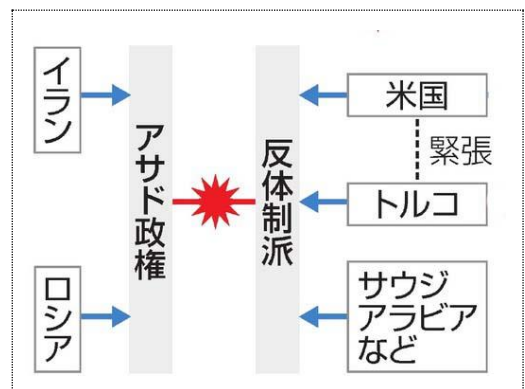 イラン
ロシア
アサド政権
反体制派
米国
緊張
トルコ
サウジ
アラビア
など